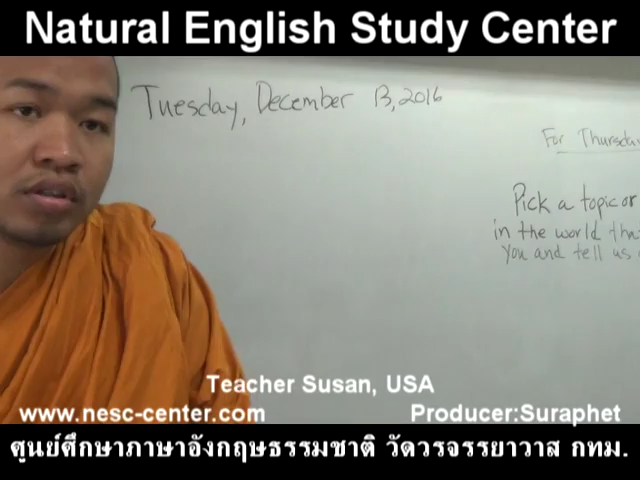 Natural English Study Center
Tuesday, December 13, 2016
For Thursday
Pick a topic or
in the world tha
you and tell us
Teacher Susan, USA
www.nesc-center.com
Producer:Suraphet
ศูนย์ศึกษาภาษาอังกฤษธรรมชาติ วัดวรจรรยาวาส กทม.